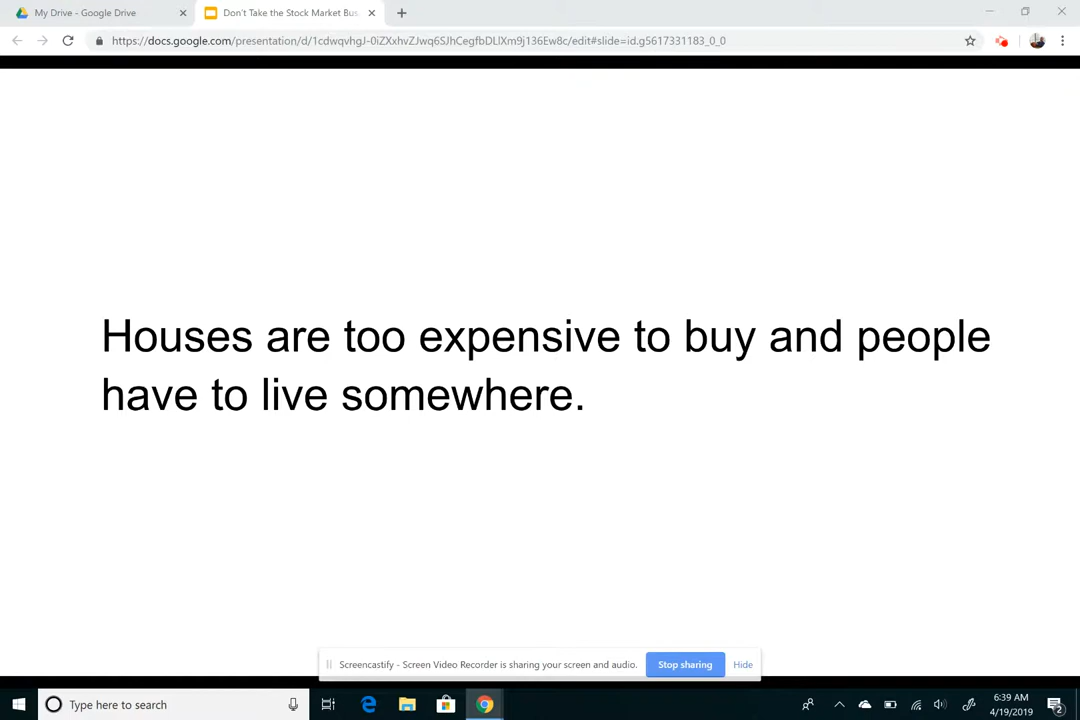 My Drive - Google Drive
Don't Take the Stock Market Bus
https://docs.google.com/presentation/d/1cdwqvhgJ-0iZXxhvZJwq6SJhCegfbDLlXm9j136Ew8c/edit#slide=id.g5617331183_0_0
Houses are too expensive to buy and people
have to live somewhere.
Screencastify - Screen Video Recorder is sharing your screen and audio.
Stop sharing
Hide
Type here to search
6:39 AM
4/19/2019
2